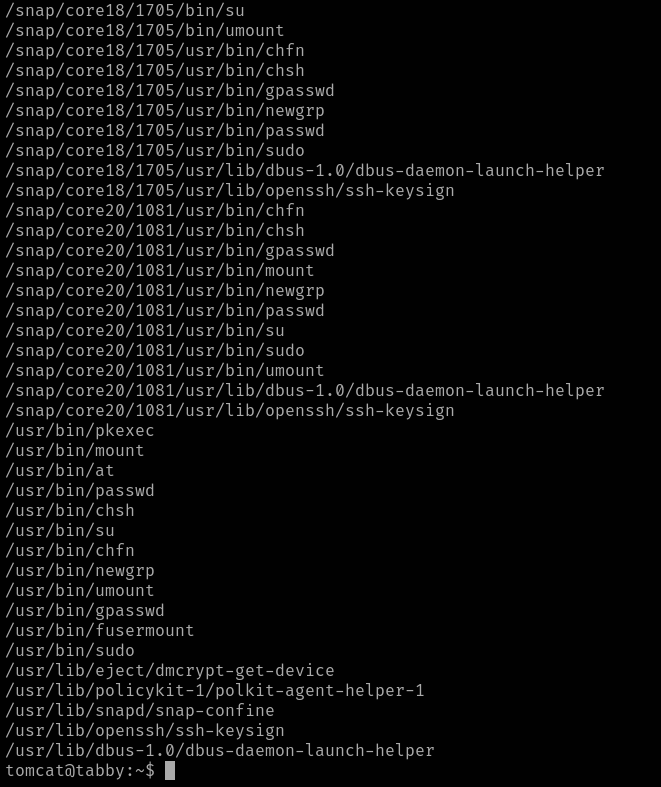 /snap/core18/1705/bin/su
/snap/core18/1705/bin/umount
/snap/core18/1705/usr/bin/chfn
/snap/core18/1705/usr/bin/chsh
/snap/core18/1705/usr/bin/gpasswd
/snap/core18/1705/usr/bin/newgrp
/snap/core18/1705/usr/bin/passwd
/snap/core18/1705/usr/bin/sudo
/snap/core18/1705/usr/lib/dbus-1.0/dbus-daemon-launch-helper
/snap/core18/1705/usr/lib/openssh/ssh-keysign
/snap/core20/1081/usr/bin/chfn
/snap/core20/1081/usr/bin/chsh
/snap/core20/1081/usr/bin/gpasswd
/snap/core20/1081/usr/bin/mount
/snap/core20/1081/usr/bin/newgrp
/snap/core20/1081/usr/bin/passwd
/snap/core20/1081/usr/bin/su
/snap/core20/1081/usr/bin/sudo
/snap/core20/1081/usr/bin/umount
/snap/core20/1081/usr/lib/dbus-1.0/dbus-daemon-launch-helper
/snap/core20/1081/usr/lib/openssh/ssh-keysign
/usr/bin/pkexec
/usr/bin/mount
/usr/bin/at
/usr/bin/passwd
/usr/bin/chsh
/usr/bin/su
/usr/bin/chfn
/usr/bin/newgrp
/usr/bin/umount
/usr/bin/gpasswd
/usr/bin/fusermount
/usr/bin/sudo
/usr/lib/eject/dmcrypt-get-device
/usr/lib/policykit-1/polkit-agent-helper-1
/usr/lib/snapd/snap-confine
/usr/lib/openssh/ssh-keysign
/usr/lib/dbus-1.0/dbus-daemon-launch-helper
tomcat@tabby:~$